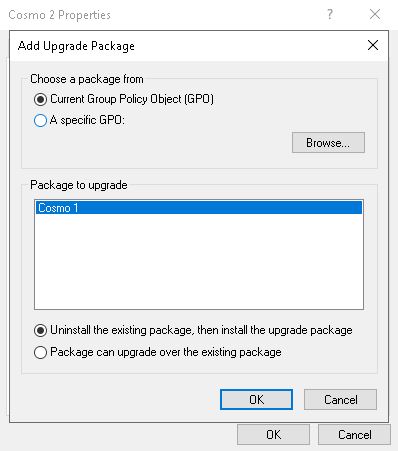 Cosmo 2 Properties
Add Upgrade Package
Choose a package from
Current Group Policy Object (GPO)
A specific GPO:
Browse...
Package to upgrade
Cosmo 1
Uninstall the existing package, then install the upgrade package
Package can upgrade over the existing package
OK Cancel
OK Cancel